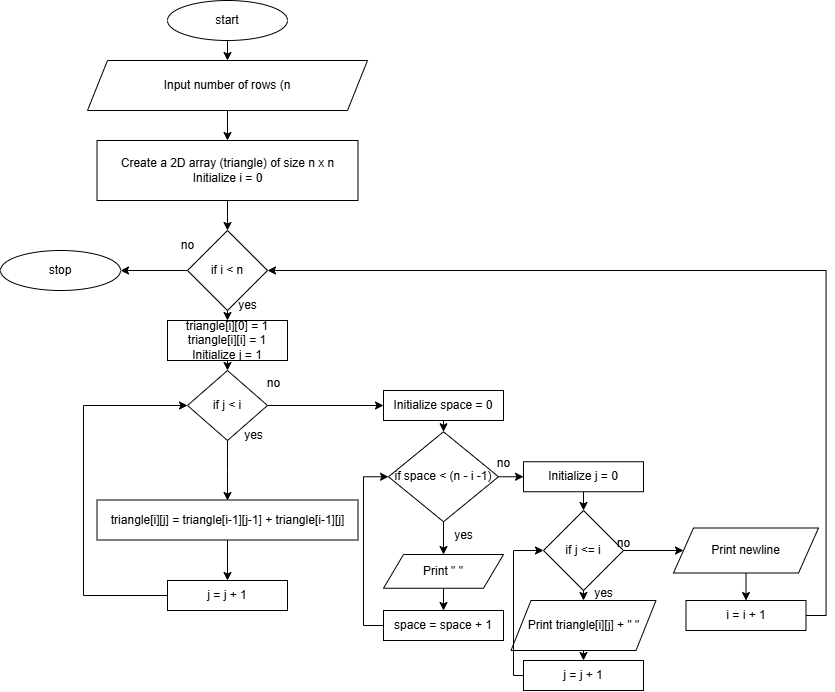 start
Input number of rows (n
Create a 2D array (triangle) of size n x n
Initialize i = 0
no
if i < n
stop
yes
triangle[i][0] = 1
triangle[i][i] = 1
Initialize j = 1
no
if j < i
Initialize space = 0
yes
no
if space < (n - i -1)
Initialize j = 0
triangle[i][j] = triangle[i-1][j-1] + triangle[i-1][j]
yes
no
if j <= i
Print newline
Print " "
yes
j = j + 1
i = i + 1
space = space + 1
Print triangle[i][j] + " "
j = j + 1